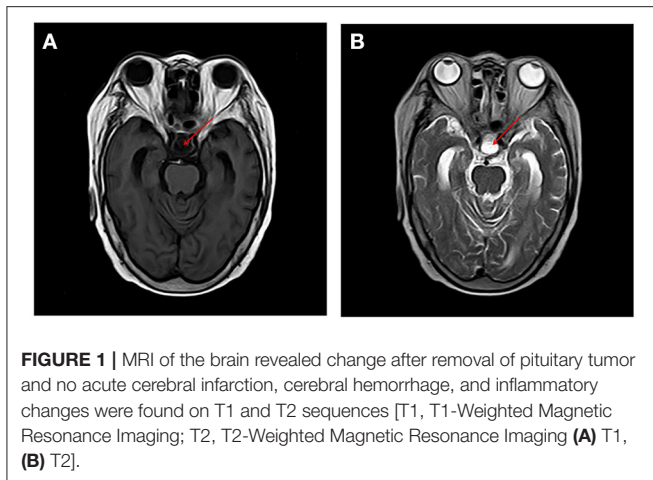 A
B
FIGURE 1 | MRI of the brain revealed change after removal of pituitary tumor
and no acute cerebral infarction, cerebral hemorrhage, and inflammatory
changes were found on T1 and T2 sequences [T1, T1-Weighted Magnetic
Resonance Imaging; T2, T2-Weighted Magnetic Resonance Imaging (A) T1,
(B) T2].